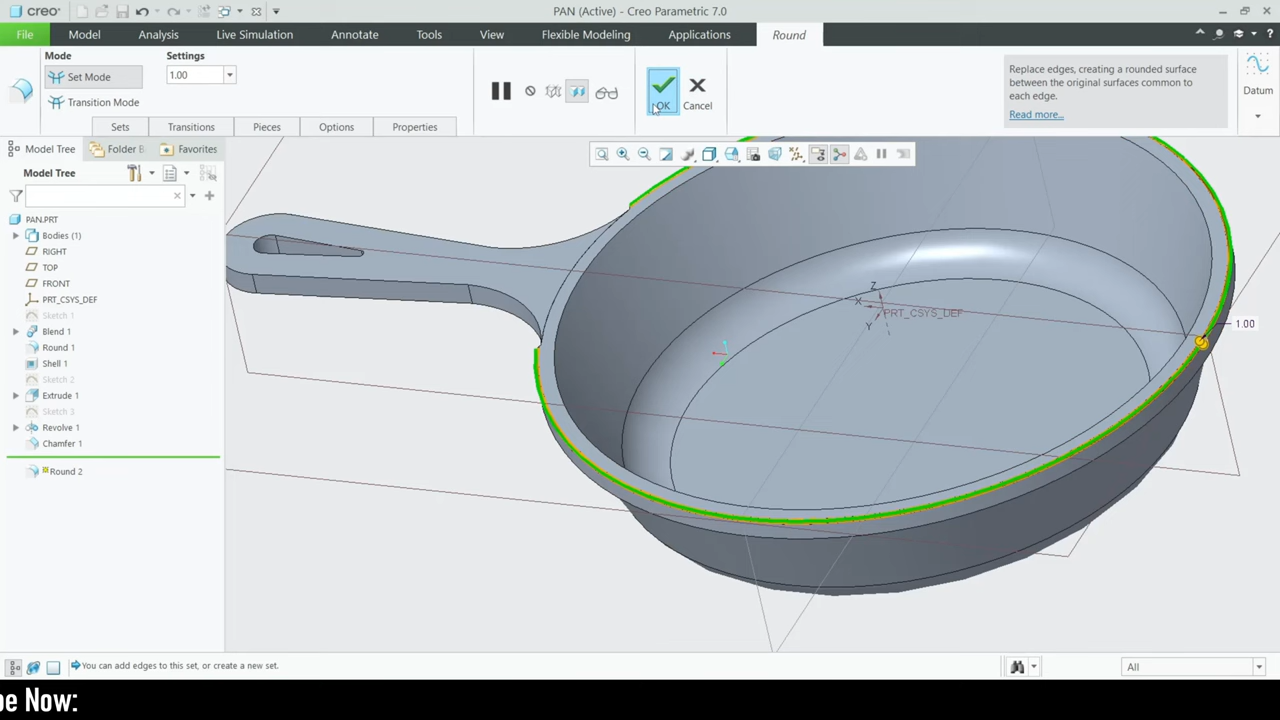 creo
PAN (Active) - Creo Parametric 7.0
File
Model
Analysis
Live Simulation
Annotate
Tools
View
Flexible Modeling
Applications
Round
Mode
Set Mode
Transition Mode
Settings
1.00
OK
Cancel
Replace edges, creating a rounded surface
between the original surfaces common to
each edge.
Read more...
Datum
Sets
Transitions
Pieces
Options
Properties
Model Tree
Folder B
Favorites
Model Tree
PAN.PRT
Bodies (1)
RIGHT
TOP
FRONT
PRT_CSYS_DEF
Sketch 1
Blend 1
Round 1
Shell 1
Sketch 2
Extrude 1
Sketch 3
Revolve 1
Chamfer 1
Round 2
Z
X
PRT_CSYS_DEF
Y
1.00
You can add edges to this set, or create a new set.
All
be Now: